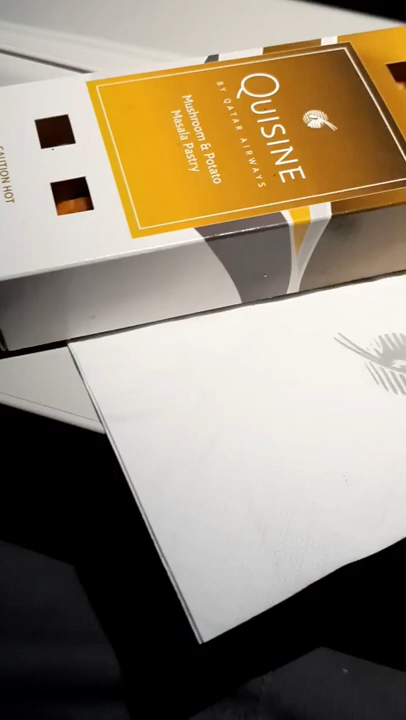 QUISINE
BY QATAR AIRWAYS
Mushroom & Potato
Masala Pastry
CAUTION HOT